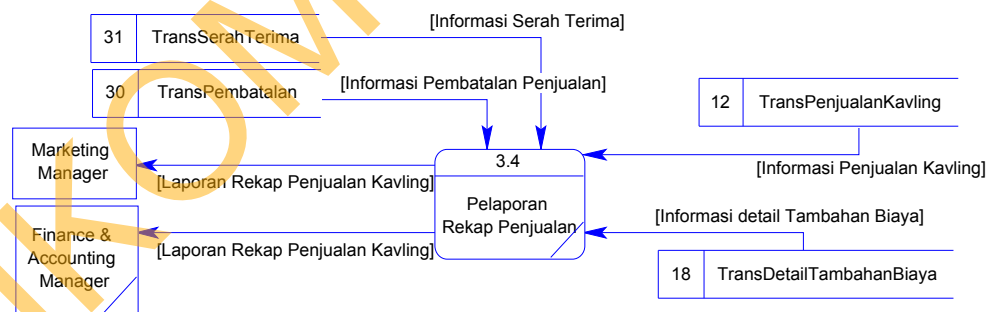 [Informasi Serah Terima]
31 TransSerahTerima
[Informasi Pembatalan Penjualan]
30 TransPembatalan
12 TransPenjualanKavling
Marketing
Manager
3.4
[Informasi Penjualan Kavling]
[Laporan Rekap Penjualan Kavling]
Pelaporan
Rekap Penjualan
[Informasi detail Tambahan Biaya]
Finance &
Accounting
Manager
[Laporan Rekap Penjualan Kavling]
18 TransDetailTambahanBiaya